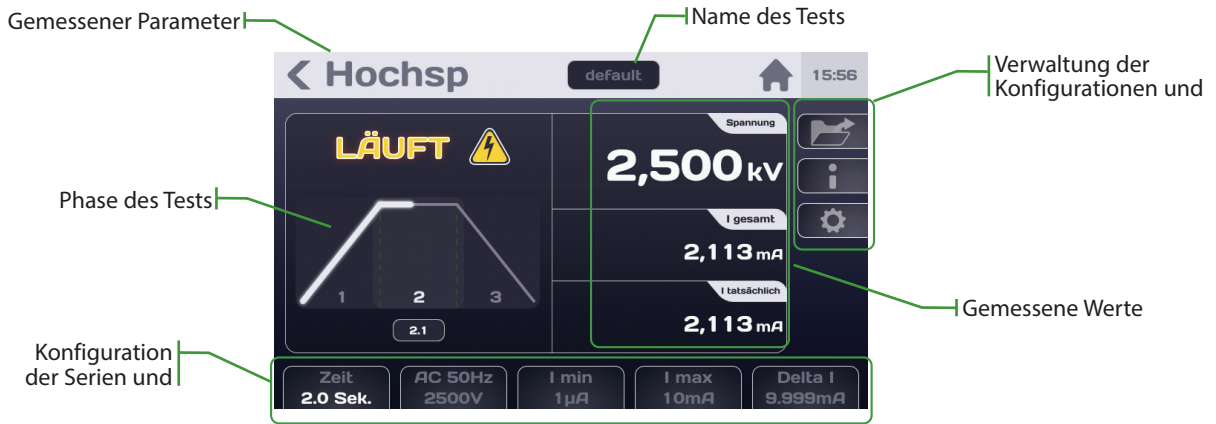 Gemessener Parameter
Name des Tests
Hochsp
default
15:56
Verwaltung der
Konfigurationen und
LÄUFT
Spannung
2,500 kV
Phase des Tests
I gesamt
2,113 mA
I tatsächlich
2,113 mA
1
2
3
2.1
Gemessene Werte
Konfiguration
der Serien und
Zeit
2.0 Sek.
AC 50Hz
2500V
I min
1µA
I max
10mA
Delta I
9.999mA